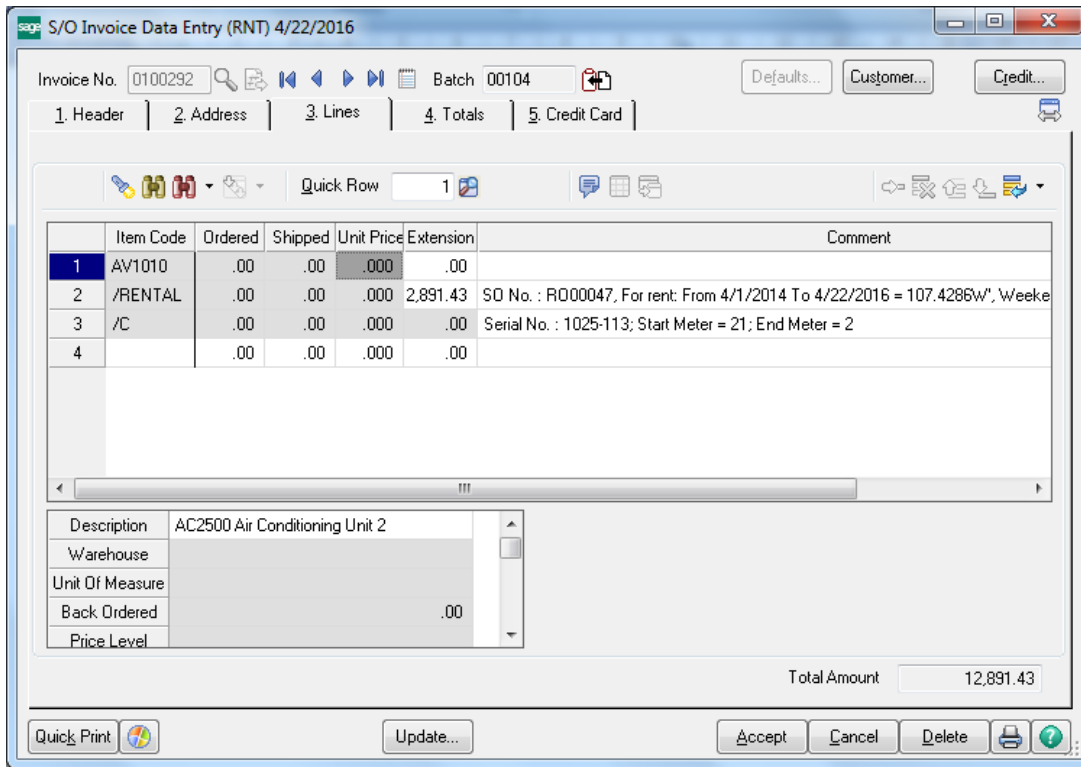 sage S/O Invoice Data Entry (RNT) 4/22/2016
Invoice No. 0100292 Batch 00104 Defaults... Customer... Credit...
1. Header 2. Address 3. Lines 4. Totals 5. Credit Card
Quick Row 1
Item Code Ordered Shipped Unit Price Extension Comment
1 AV1010 .00 .00 .000 .00
2 /RENTAL .00 .00 .000 2,891.43 SO No. : RO00047, For rent: From 4/1/2014 To 4/22/2016 = 107.4286W", Weeke
3 /C .00 .00 .000 .00 Serial No. : 1025-113; Start Meter = 21; End Meter = 2
4 .00 .00 .000 .00
Description AC2500 Air Conditioning Unit 2
Warehouse
Unit Of Measure
Back Ordered .00
Price Level
Total Amount 12,891.43
Quick Print Update... Accept Cancel Delete